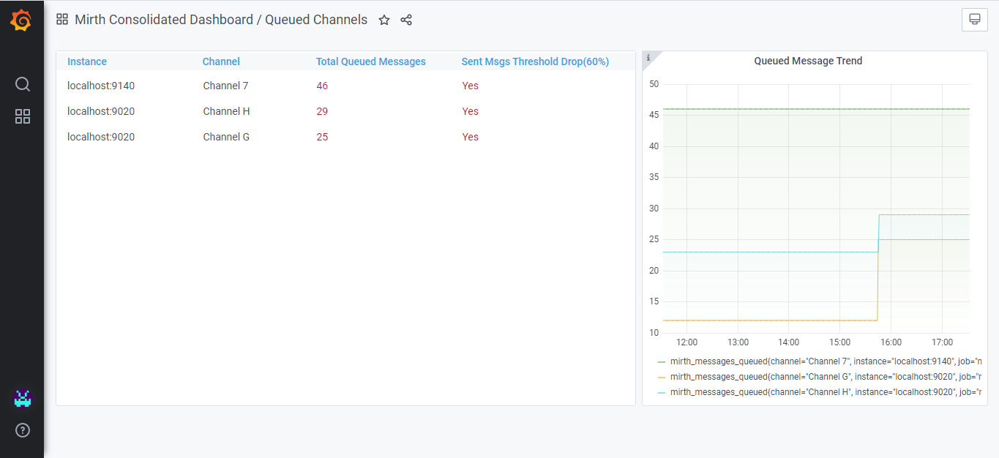 Mirth Consolidated Dashboard / Queued Channels
Instance Channel Total Queued Messages Sent Msgs Threshold Drop(60%)
localhost:9140 Channel 7 46 Yes
localhost:9020 Channel H 29 Yes
localhost:9020 Channel G 25 Yes
i
Queued Message Trend
50
45
40
35
30
25
20
15
10
12:00 13:00 14:00 15:00 16:00 17:00
mirth_messages_queued{channel="Channel 7", instance="localhost:9140", job="
mirth_messages_queued{channel="Channel G", instance="localhost:9020", job="
mirth_messages_queued{channel="Channel H", instance="localhost:9020", job="
?